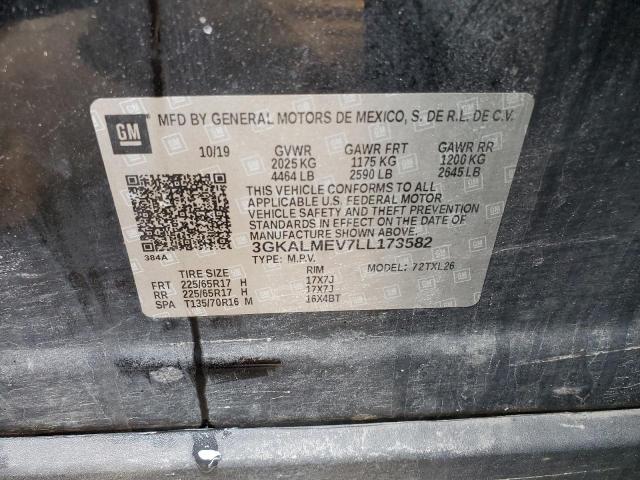 GM
MFD BY GENERAL MOTORS DE MEXICO, S. DE R.L. DE C.V.
10/19 GVWR GAWR FRT GAWR RR
2025 KG 1175 KG 1200 KG
4464 LB 2590 LB 2645 LB
THIS VEHICLE CONFORMS TO ALL
APPLICABLE U.S. FEDERAL MOTOR
VEHICLE SAFETY AND THEFT PREVENTION
STANDARDS IN EFFECT ON THE DATE
OF MANUFACTURE SHOWN ABOVE.
384A 3GKALMEV7LL173582
TYPE: M.P.V. MODEL: 72TXL26
TIRE SIZE RIM
FRT 225/65R17 H 17X7J
RR 225/65R17 H 17X7J
SPA T135/70R16 M 16X4BT